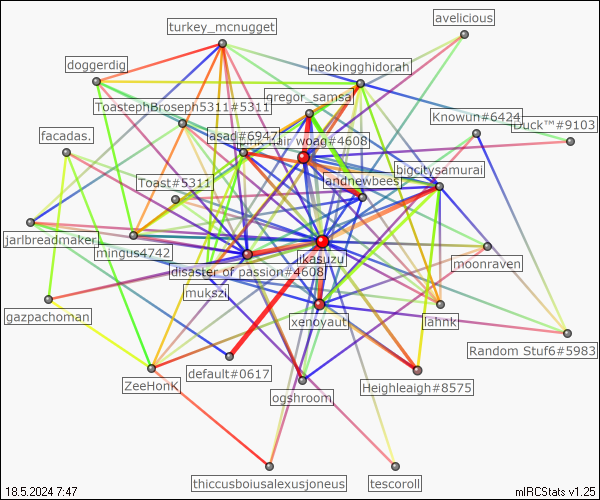 avelicious
turkey_mcnugget
doggerdig
neokingghidorah
gregor_samsa
ToastephBroseph5311#5311
Knowun#6424
Duck™#9103
facadas.
asad#6947
hair woag#4608
bigcitysamurai
Toast#5311
landnewbees
jarlbreadmaker
mingus4742
ikasuzu
moonraven
disaster of passion#4608
mukszi
gazpachoman
xenoyaut
lahnk
Random Stuf6#5983
ZeeHonK
default#0617
Heighleaigh#8575
ogshroom
thiccusboiusalexusjoneus
tescoroll
18.5.2024 7:47
mIRCStats v1.25